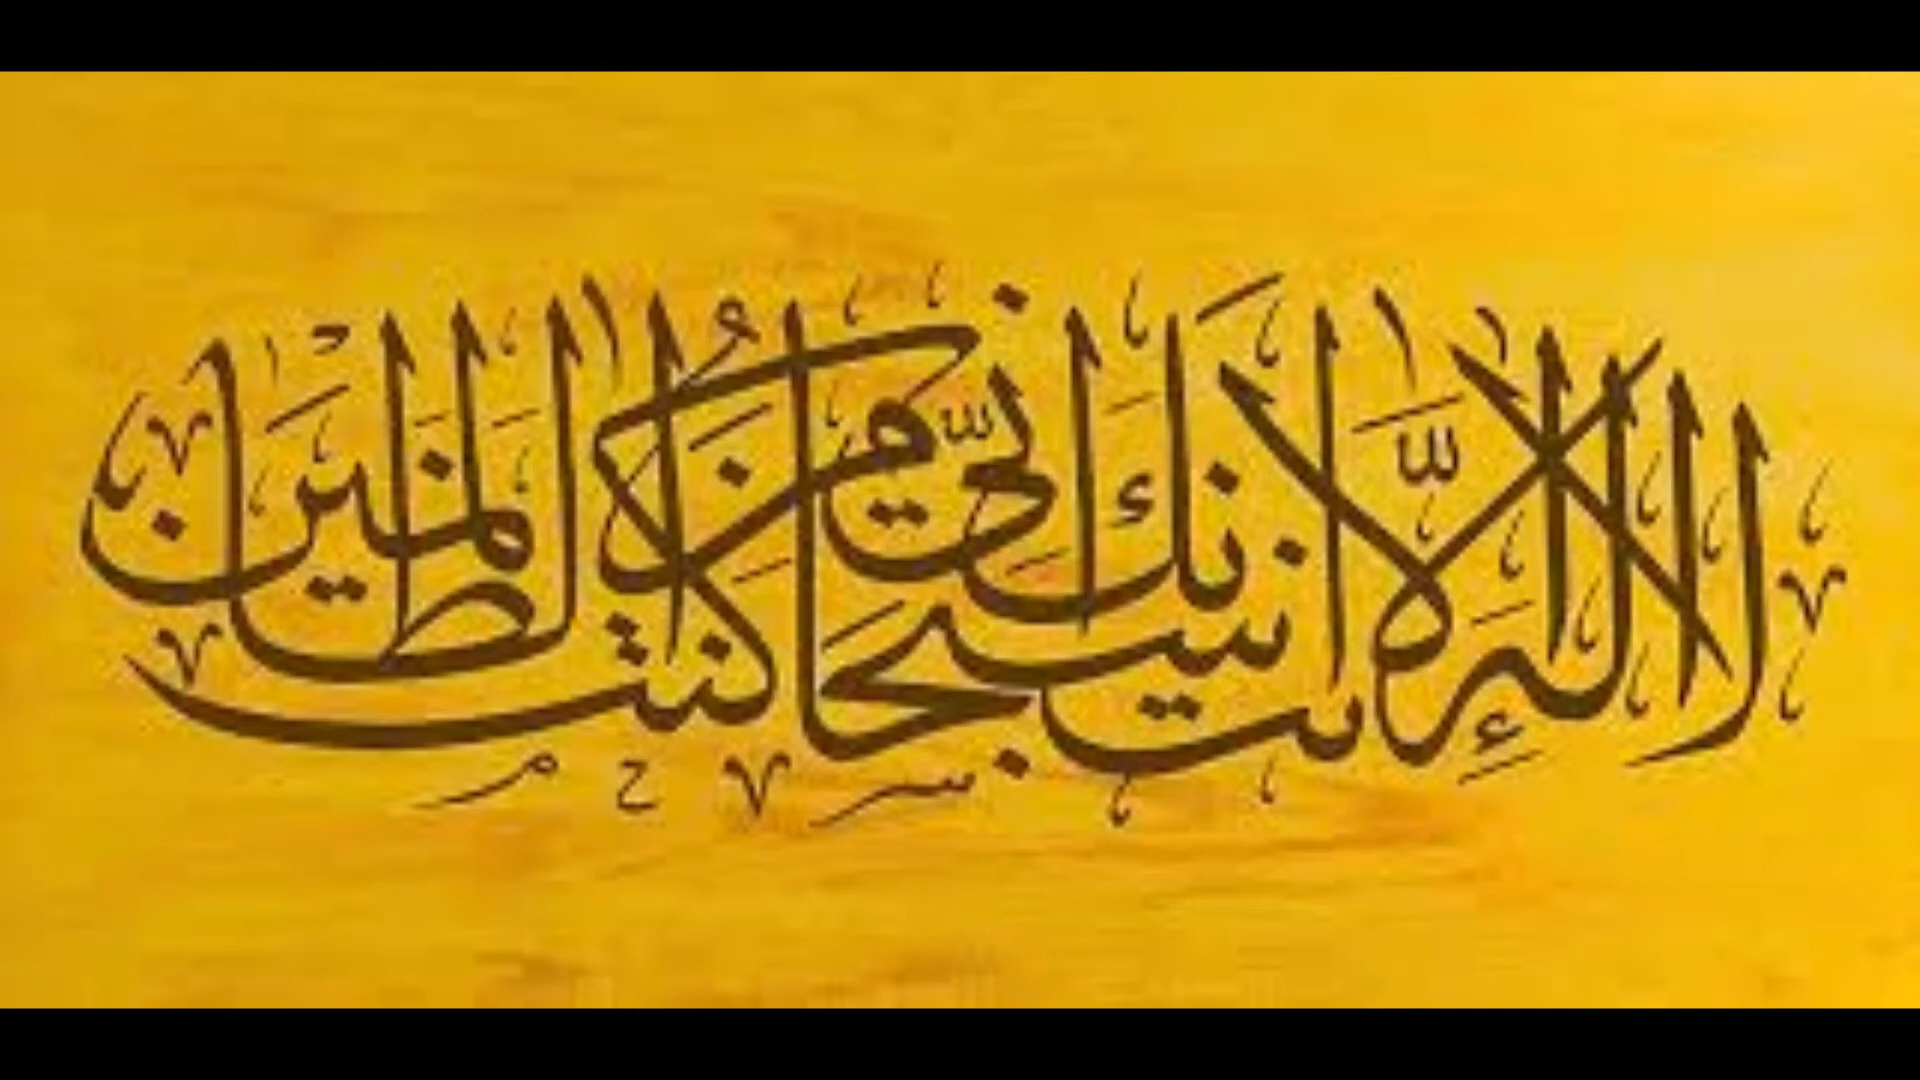 لا إله إلا أنت سبحانك إني كنت من الظالمين